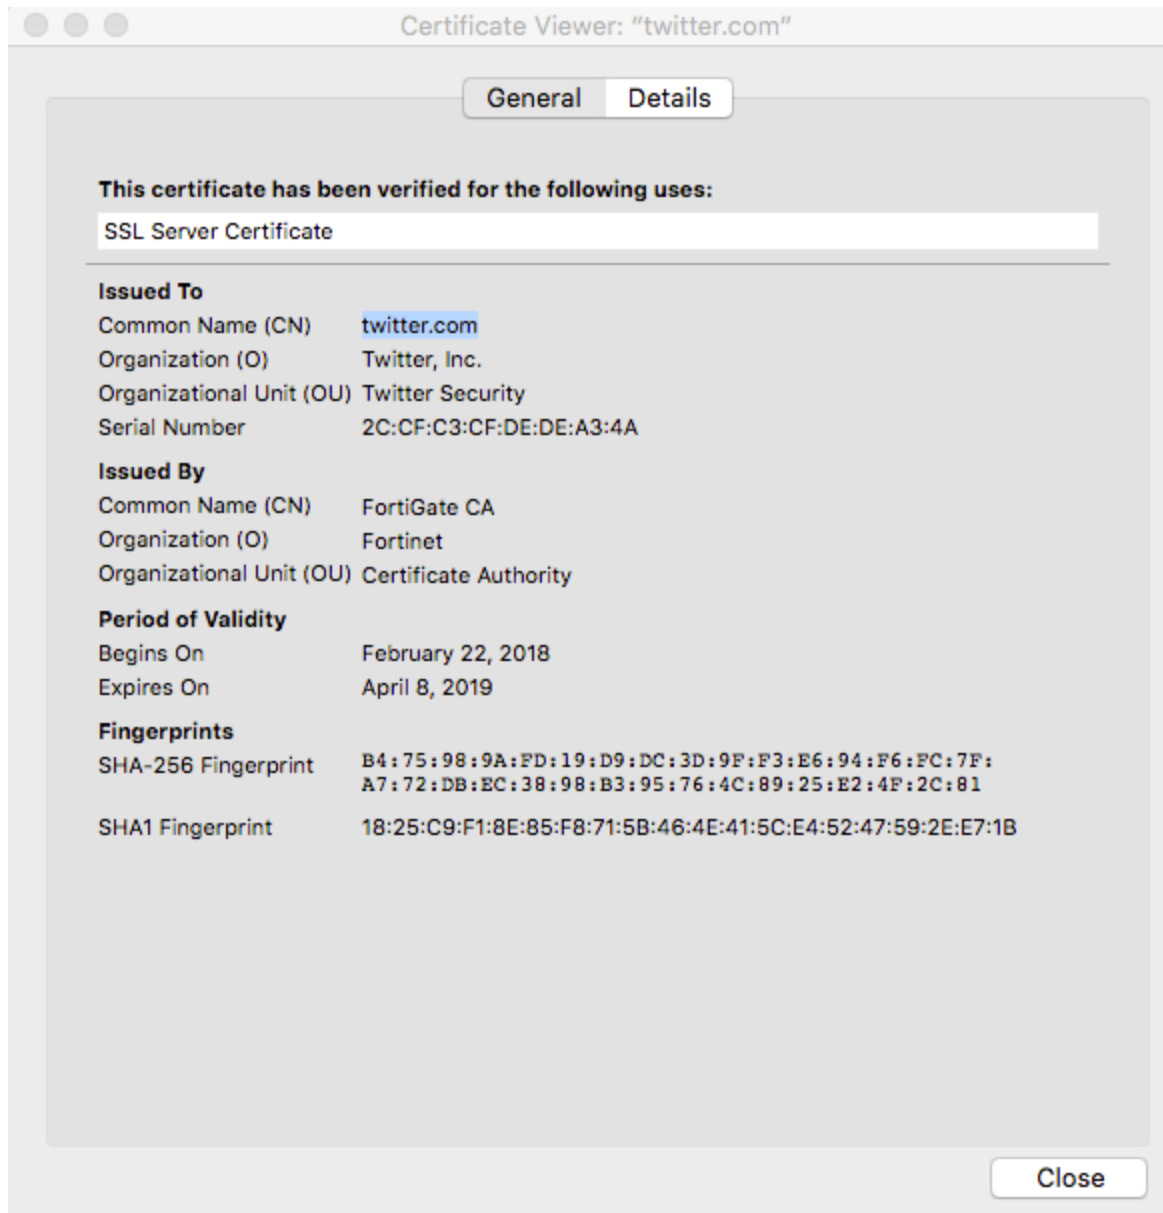 Certificate Viewer: “twitter.com”
General Details
This certificate has been verified for the following uses:
SSL Server Certificate
Issued To
Common Name (CN) twitter.com
Organization (O) Twitter, Inc.
Organizational Unit (OU) Twitter Security
Serial Number 2C:CF:C3:CF:DE:DE:A3:4A
Issued By
Common Name (CN) FortiGate CA
Organization (O) Fortinet
Organizational Unit (OU) Certificate Authority
Period of Validity
Begins On February 22, 2018
Expires On April 8, 2019
Fingerprints
SHA-256 Fingerprint B4:75:98:9A:FD:19:D9:DC:3D:9F:F3:E6:94:F6:FC:7F:
A7:72:DB:EC:38:98:B3:95:76:4C:89:25:E2:4F:2C:81
SHA1 Fingerprint 18:25:C9:F1:8E:85:F8:71:5B:46:4E:41:5C:E4:52:47:59:2E:E7:1B
Close